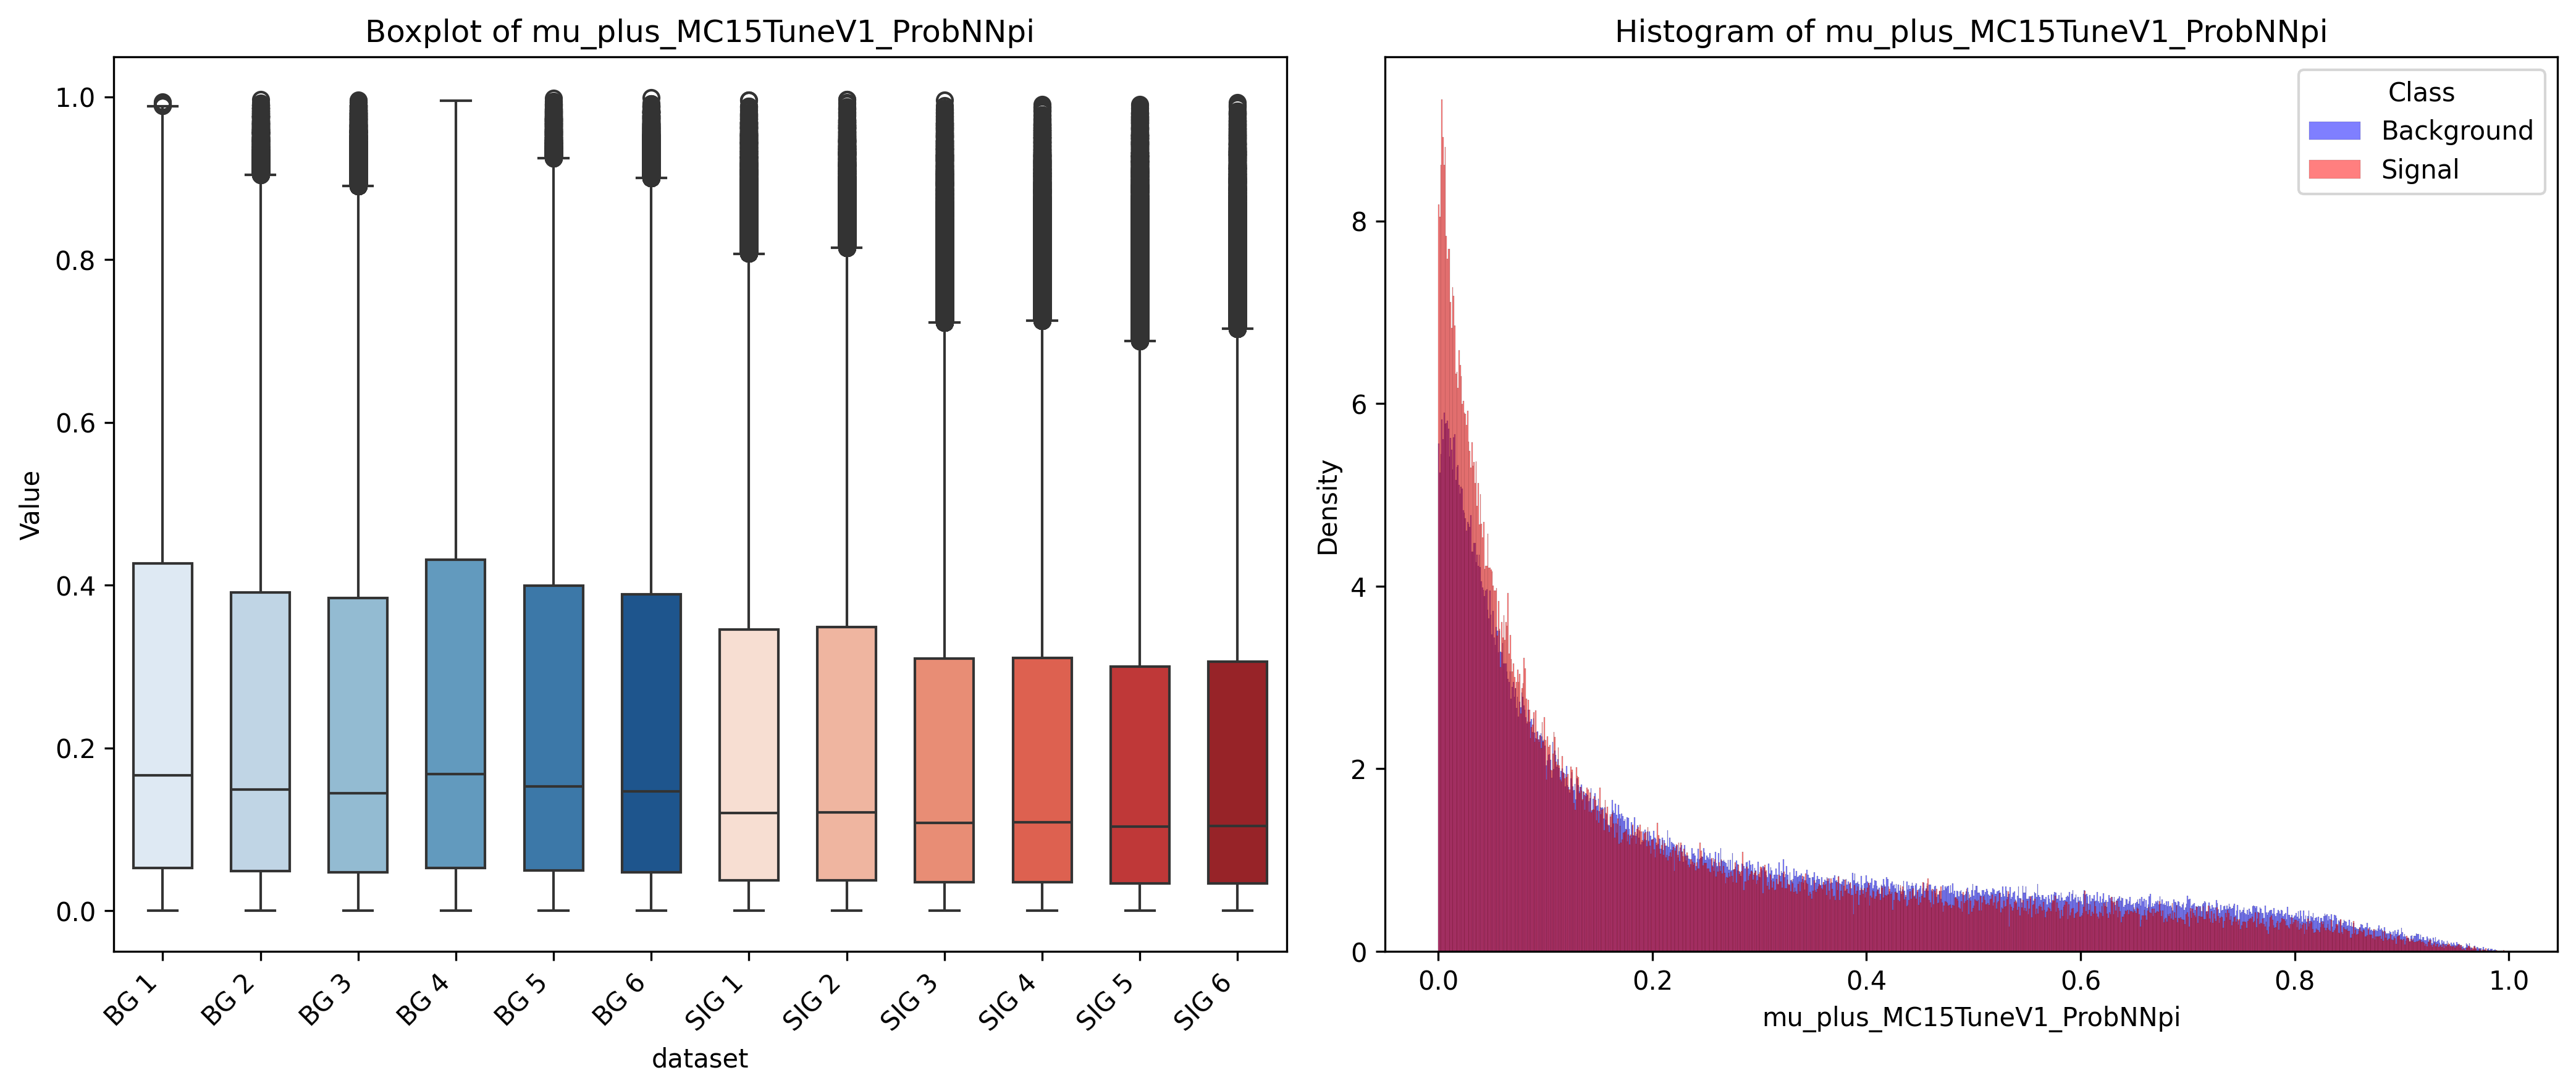 Boxplot of mu_plus_MC15TuneV1_ProbNNpi
Value
1.0
0.8
0.6
0.4
0.2
0.0
BG 1
BG 2
BG 3
BG 4
BG 5
BG 6
SIG 1
SIG 2
SIG 3
SIG 4
SIG 5
SIG 6
dataset
Histogram of mu_plus_MC15TuneV1_ProbNNpi
Class
Background
Signal
Density
8
6
4
2
0
0.0
0.2
0.4
0.6
0.8
1.0
mu_plus_MC15TuneV1_ProbNNpi